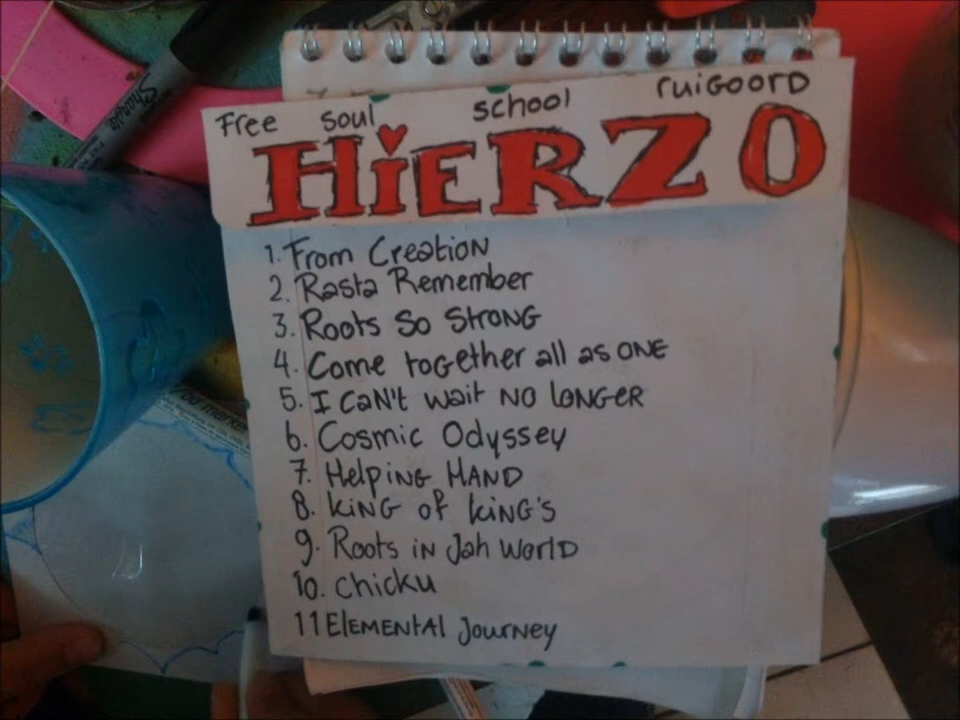 Free soul school ruigoord
HiERZO
1. From Creation
2. Rasta Remember
3. Roots So Strong
4. Come together all as ONE
5. I CaN't wait NO LONGER
6. Cosmic Odyssey
7. Helping HAND
8. KiNG of KiNG's
9. Roots in Jah World
10. Chicku
11 ElEMENTAl Journey
Sharpie